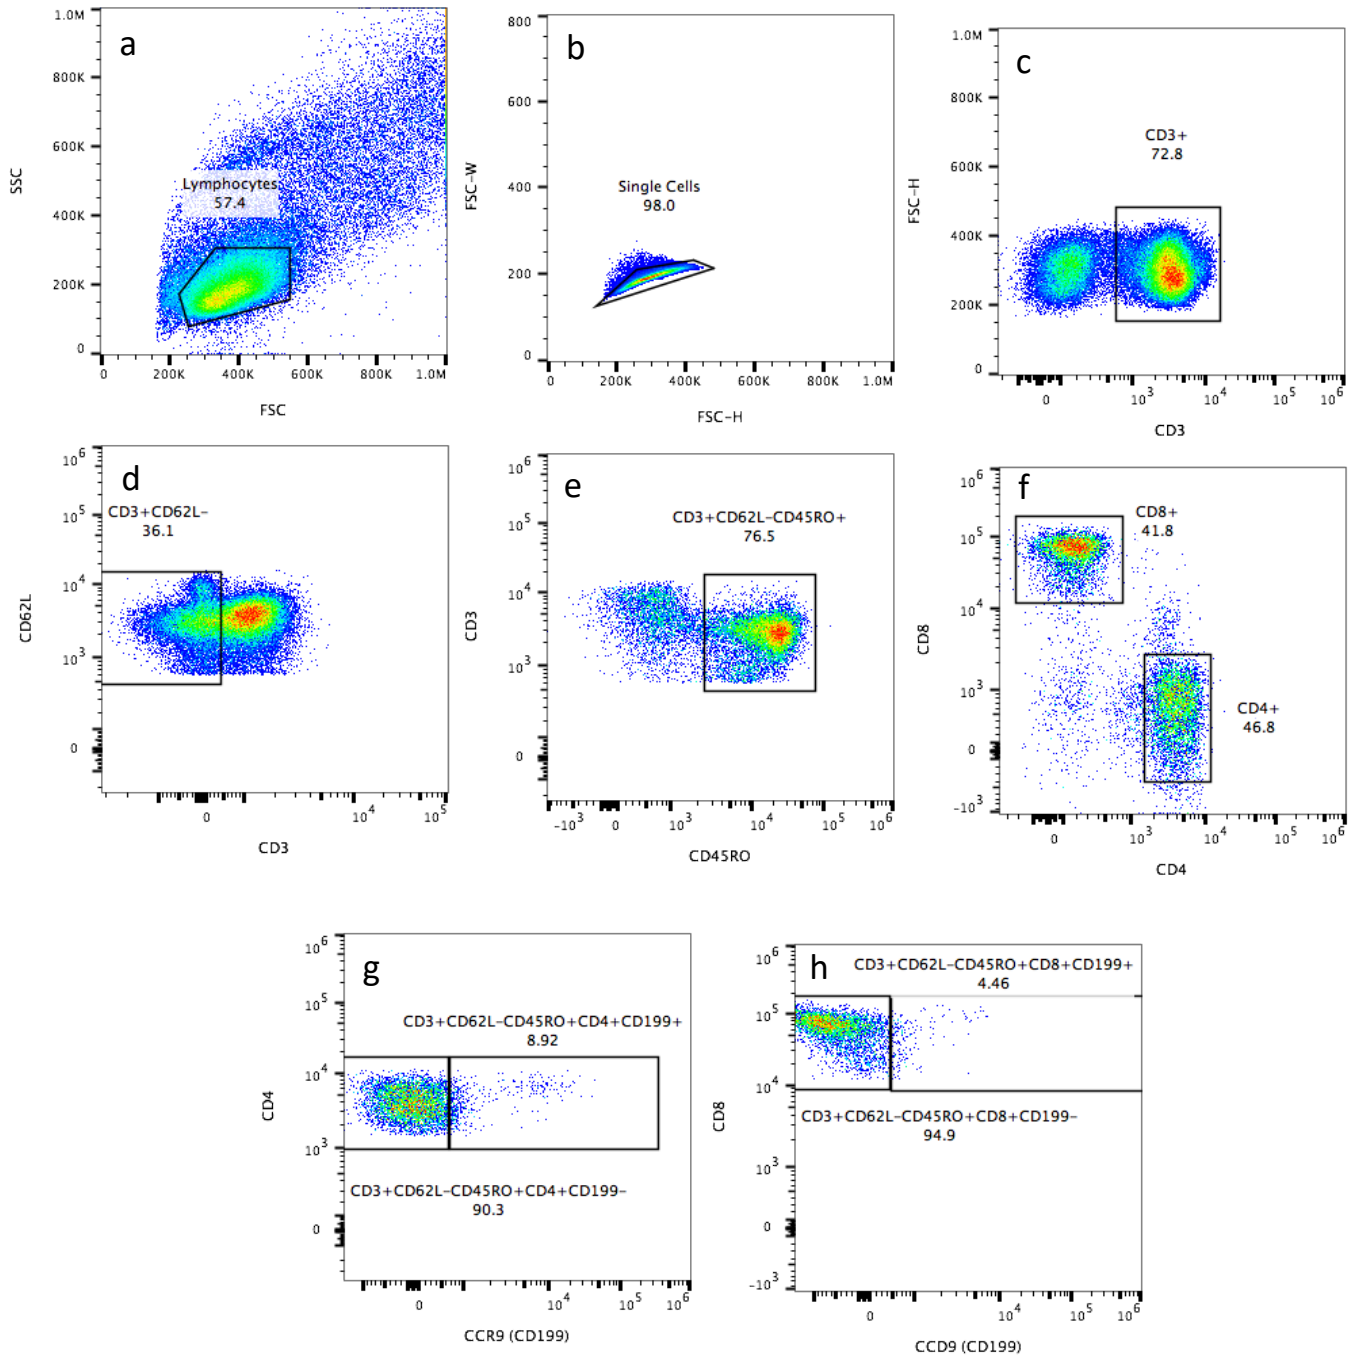 a
1.0M
800K
600K
400K
200K
0
SSC
Lymphocytes
57.4
0
200K
400K
600K
800K
1.0M
FSC
b
800
600
400
200
0
FSC-W
Single Cells
98.0
0
200K
400K
600K
800K
1.0M
FSC-H
c
1.0M
800K
600K
400K
200K
0
FSC-H
CD3+
72.8
0
10^3
10^4
10^5
10^6
CD3
d
10^6
10^5
10^4
10^3
0
CD62L
CD3+CD62L-
36.1
0
10^4
10^5
CD3
e
10^6
10^5
10^4
10^3
0
CD3
CD3+CD62L-CD45RO+
76.5
-10^3
0
10^3
10^4
10^5
10^6
CD45RO
f
10^6
10^5
10^4
10^3
0
-10^3
CD8
CD8+
41.8
CD4+
46.8
0
10^3
10^4
10^5
10^6
CD4
g
10^6
10^5
10^4
10^3
0
CD4
CD3+CD62L-CD45RO+CD4+CD199+
8.92
CD3+CD62L-CD45RO+CD4+CD199-
90.3
0
10^4
10^5
10^6
CCR9 (CD199)
h
10^6
10^5
10^4
10^3
0
-10^3
CD8
CD3+CD62L-CD45RO+CD8+CD199+
4.46
CD3+CD62L-CD45RO+CD8+CD199-
94.9
0
10^4
10^5
10^6
CCD9 (CD199)